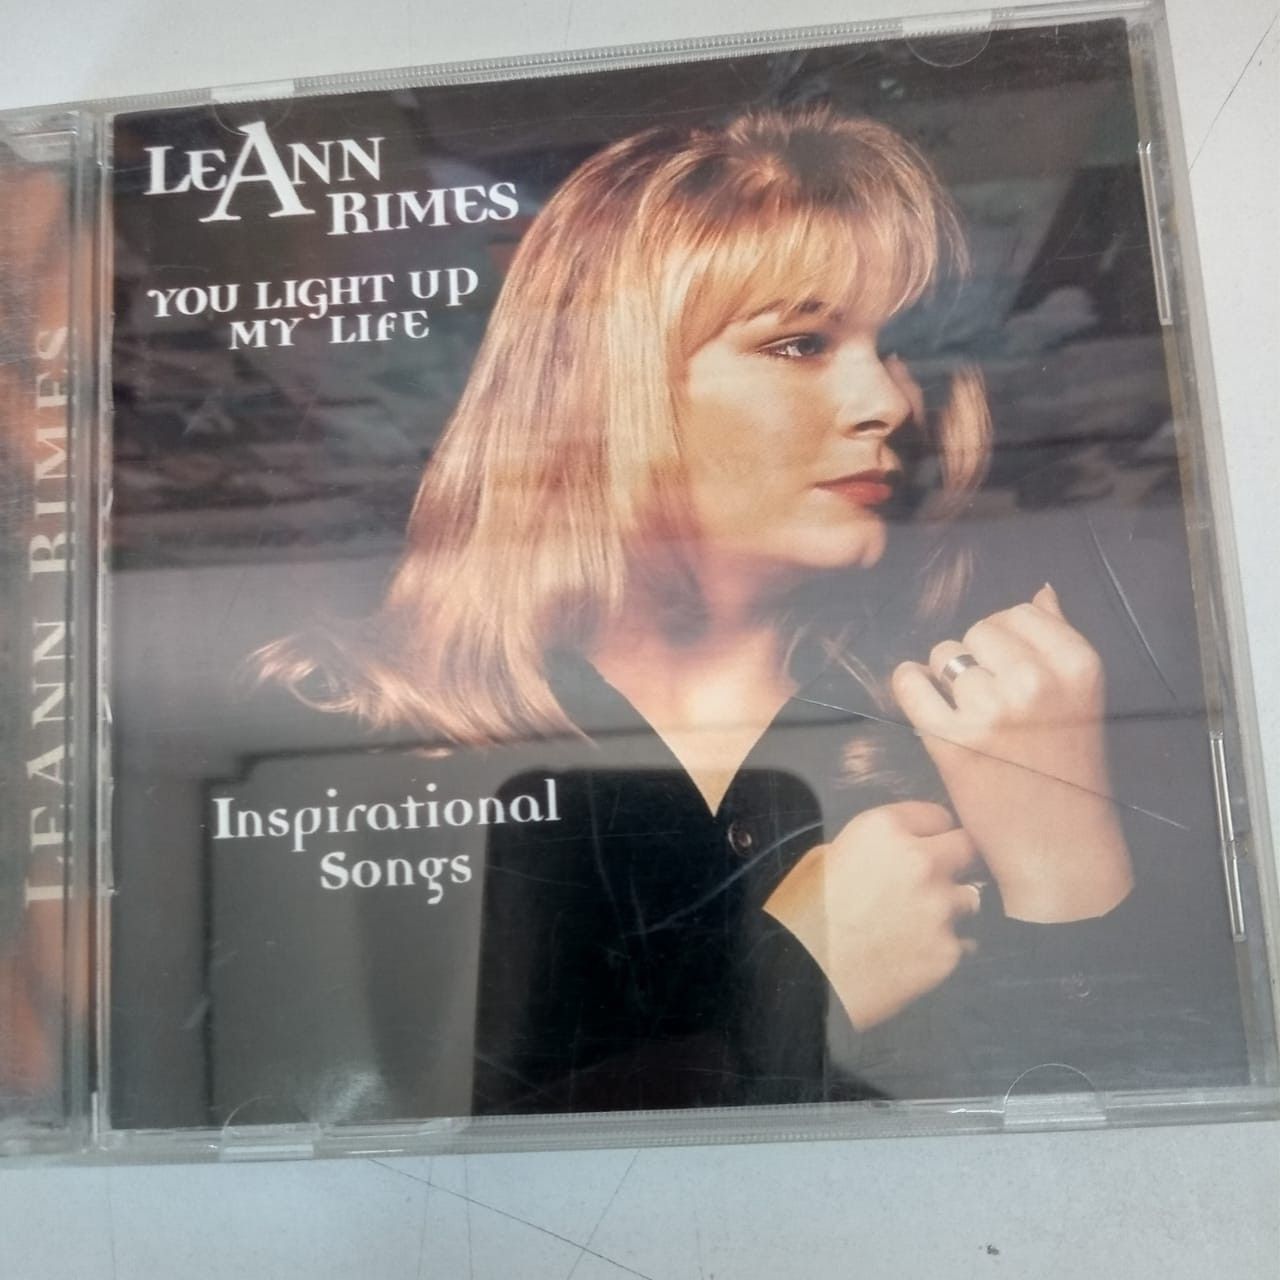 LEANN
RIMES
YOU LIGHT UP
MY LIFE
Inspirational
Songs
LEANN RIMES